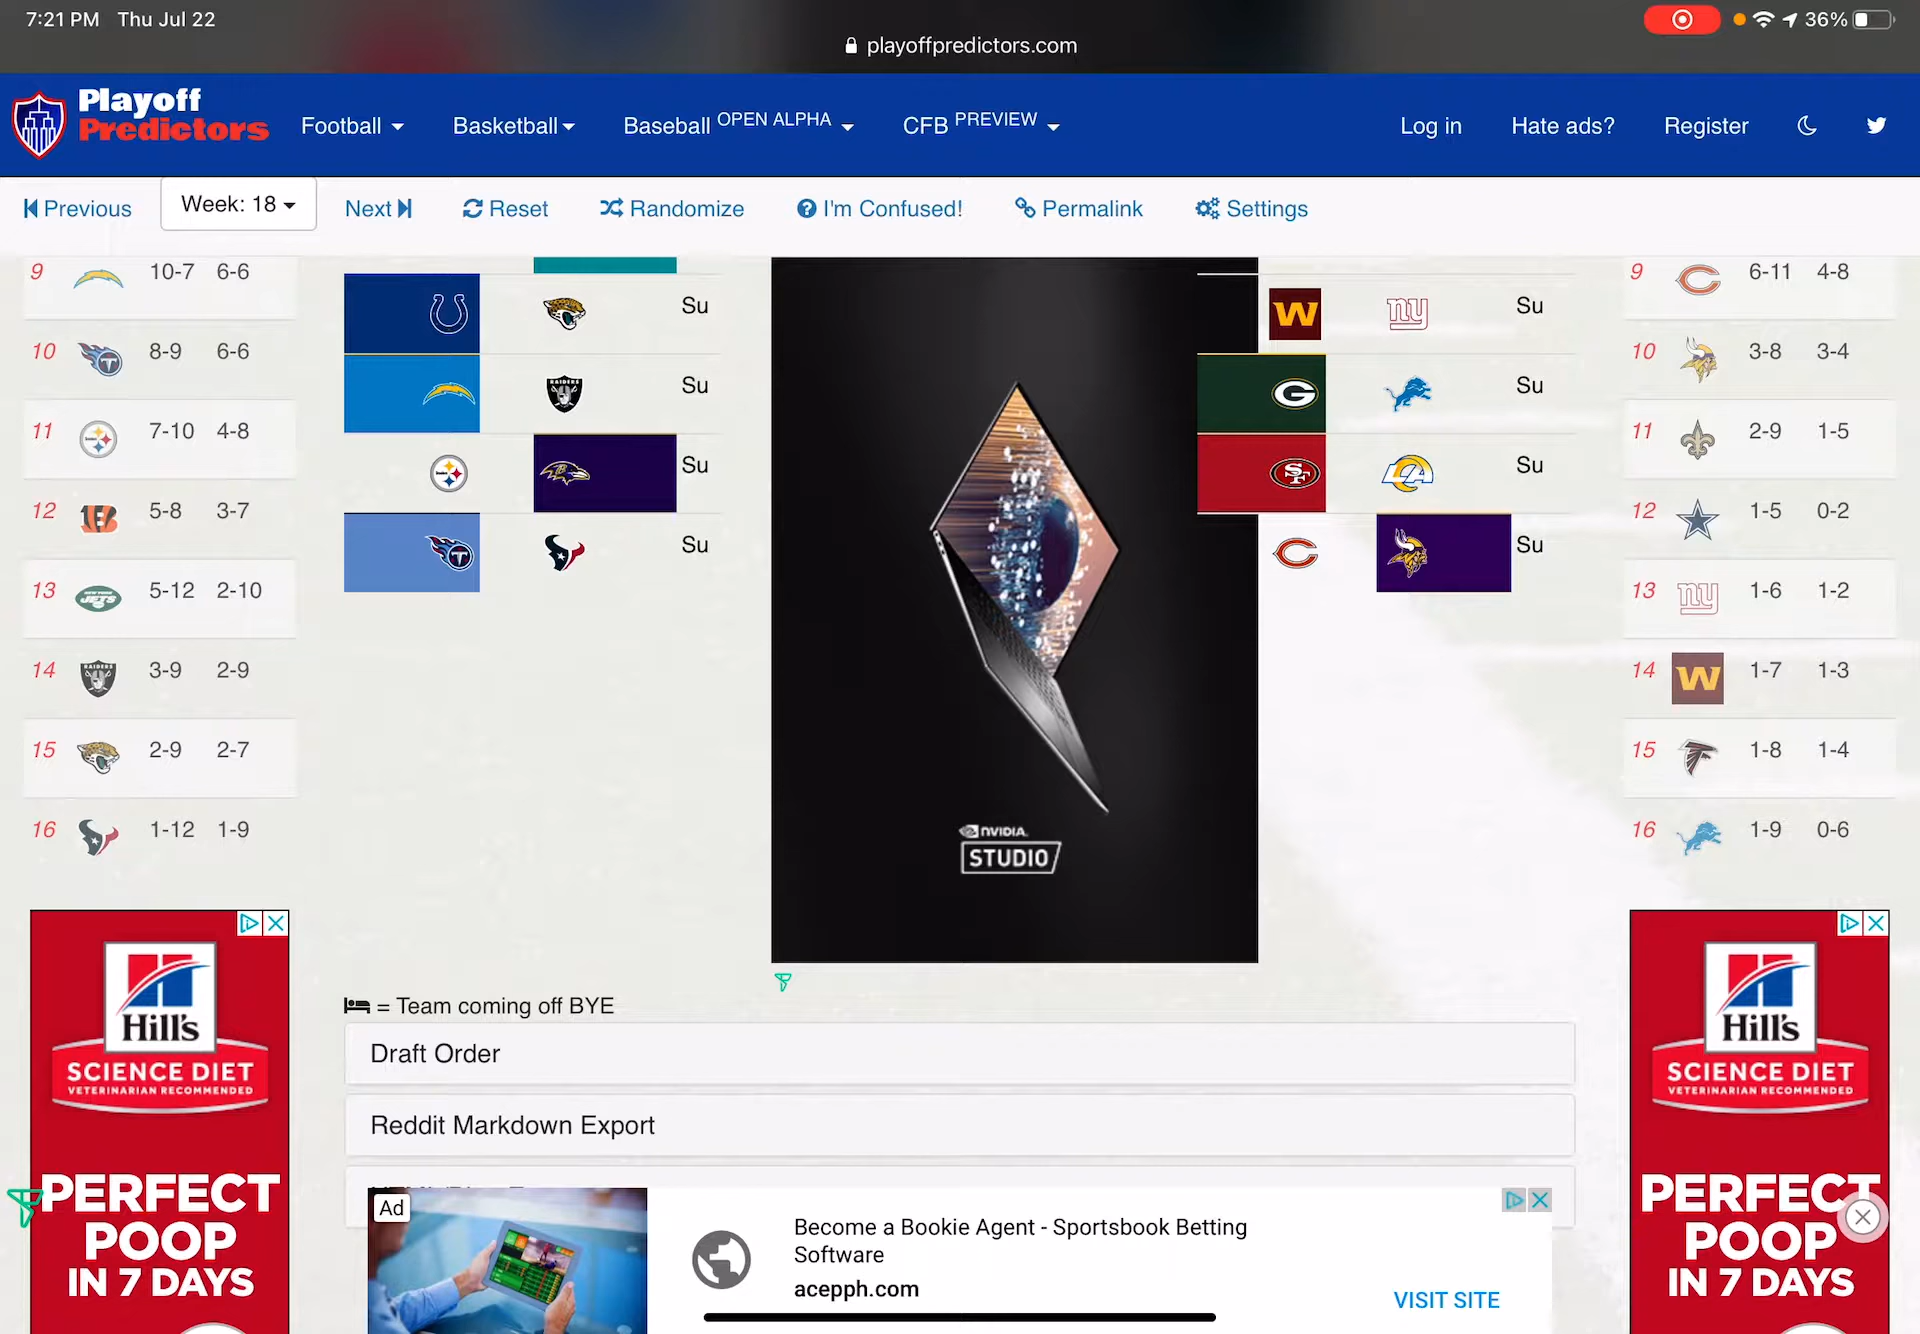 7:21 PM Thu Jul 22
36%
playoffpredictors.com
Playoff
Predictors
Football
Basketball
Baseball OPEN ALPHA
CFB PREVIEW
Log in
Hate ads?
Register
Previous
Week: 18
Next
Reset
Randomize
I'm Confused!
Permalink
Settings
9 10-7 6-6
10 8-9 6-6
11 7-10 4-8
12 5-8 3-7
13 JETS 5-12 2-10
14 RAIDERS 3-9 2-9
15 2-9 2-7
16 1-12 1-9
Su
RAIDERS Su
Steelers B Su
T Su
NVIDIA
STUDIO
W ny Su
G Su
SF LA Su
C Su
9 C 6-11 4-8
10 3-8 3-4
11 2-9 1-5
12 1-5 0-2
13 ny 1-6 1-2
14 W 1-7 1-3
15 1-8 1-4
16 1-9 0-6
= Team coming off BYE
Draft Order
Reddit Markdown Export
Hill's
SCIENCE DIET
VETERINARIAN RECOMMENDED
PERFECT
POOP
IN 7 DAYS
Ad
Become a Bookie Agent - Sportsbook Betting
Software
acepph.com
VISIT SITE
Hill's
SCIENCE DIET
VETERINARIAN RECOMMENDED
PERFECT
POOP
IN 7 DAYS